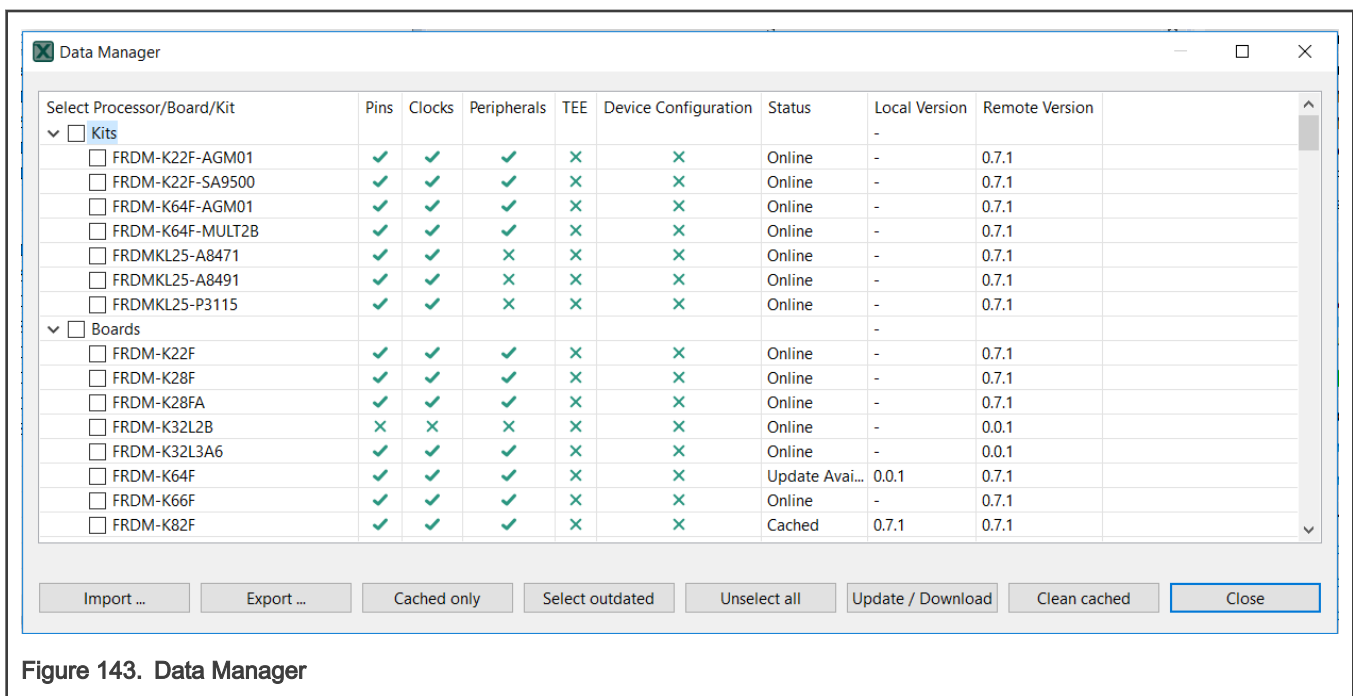 Data Manager
Select Processor/Board/Kit Pins Clocks Peripherals TEE Device Configuration Status Local Version Remote Version
Kits -
FRDM-K22F-AGM01 Online - 0.7.1
FRDM-K22F-SA9500 Online - 0.7.1
FRDM-K64F-AGM01 Online - 0.7.1
FRDM-K64F-MULT2B Online - 0.7.1
FRDMKL25-A8471 Online - 0.7.1
FRDMKL25-A8491 Online - 0.7.1
FRDMKL25-P3115 Online - 0.7.1
Boards -
FRDM-K22F Online - 0.7.1
FRDM-K28F Online - 0.7.1
FRDM-K28FA Online - 0.7.1
FRDM-K32L2B Online - 0.0.1
FRDM-K32L3A6 Online - 0.0.1
FRDM-K64F Update Avai... 0.0.1 0.7.1
FRDM-K66F Online - 0.7.1
FRDM-K82F Cached 0.7.1 0.7.1
Import ... Export ... Cached only Select outdated Unselect all Update / Download Clean cached Close
Figure 143. Data Manager